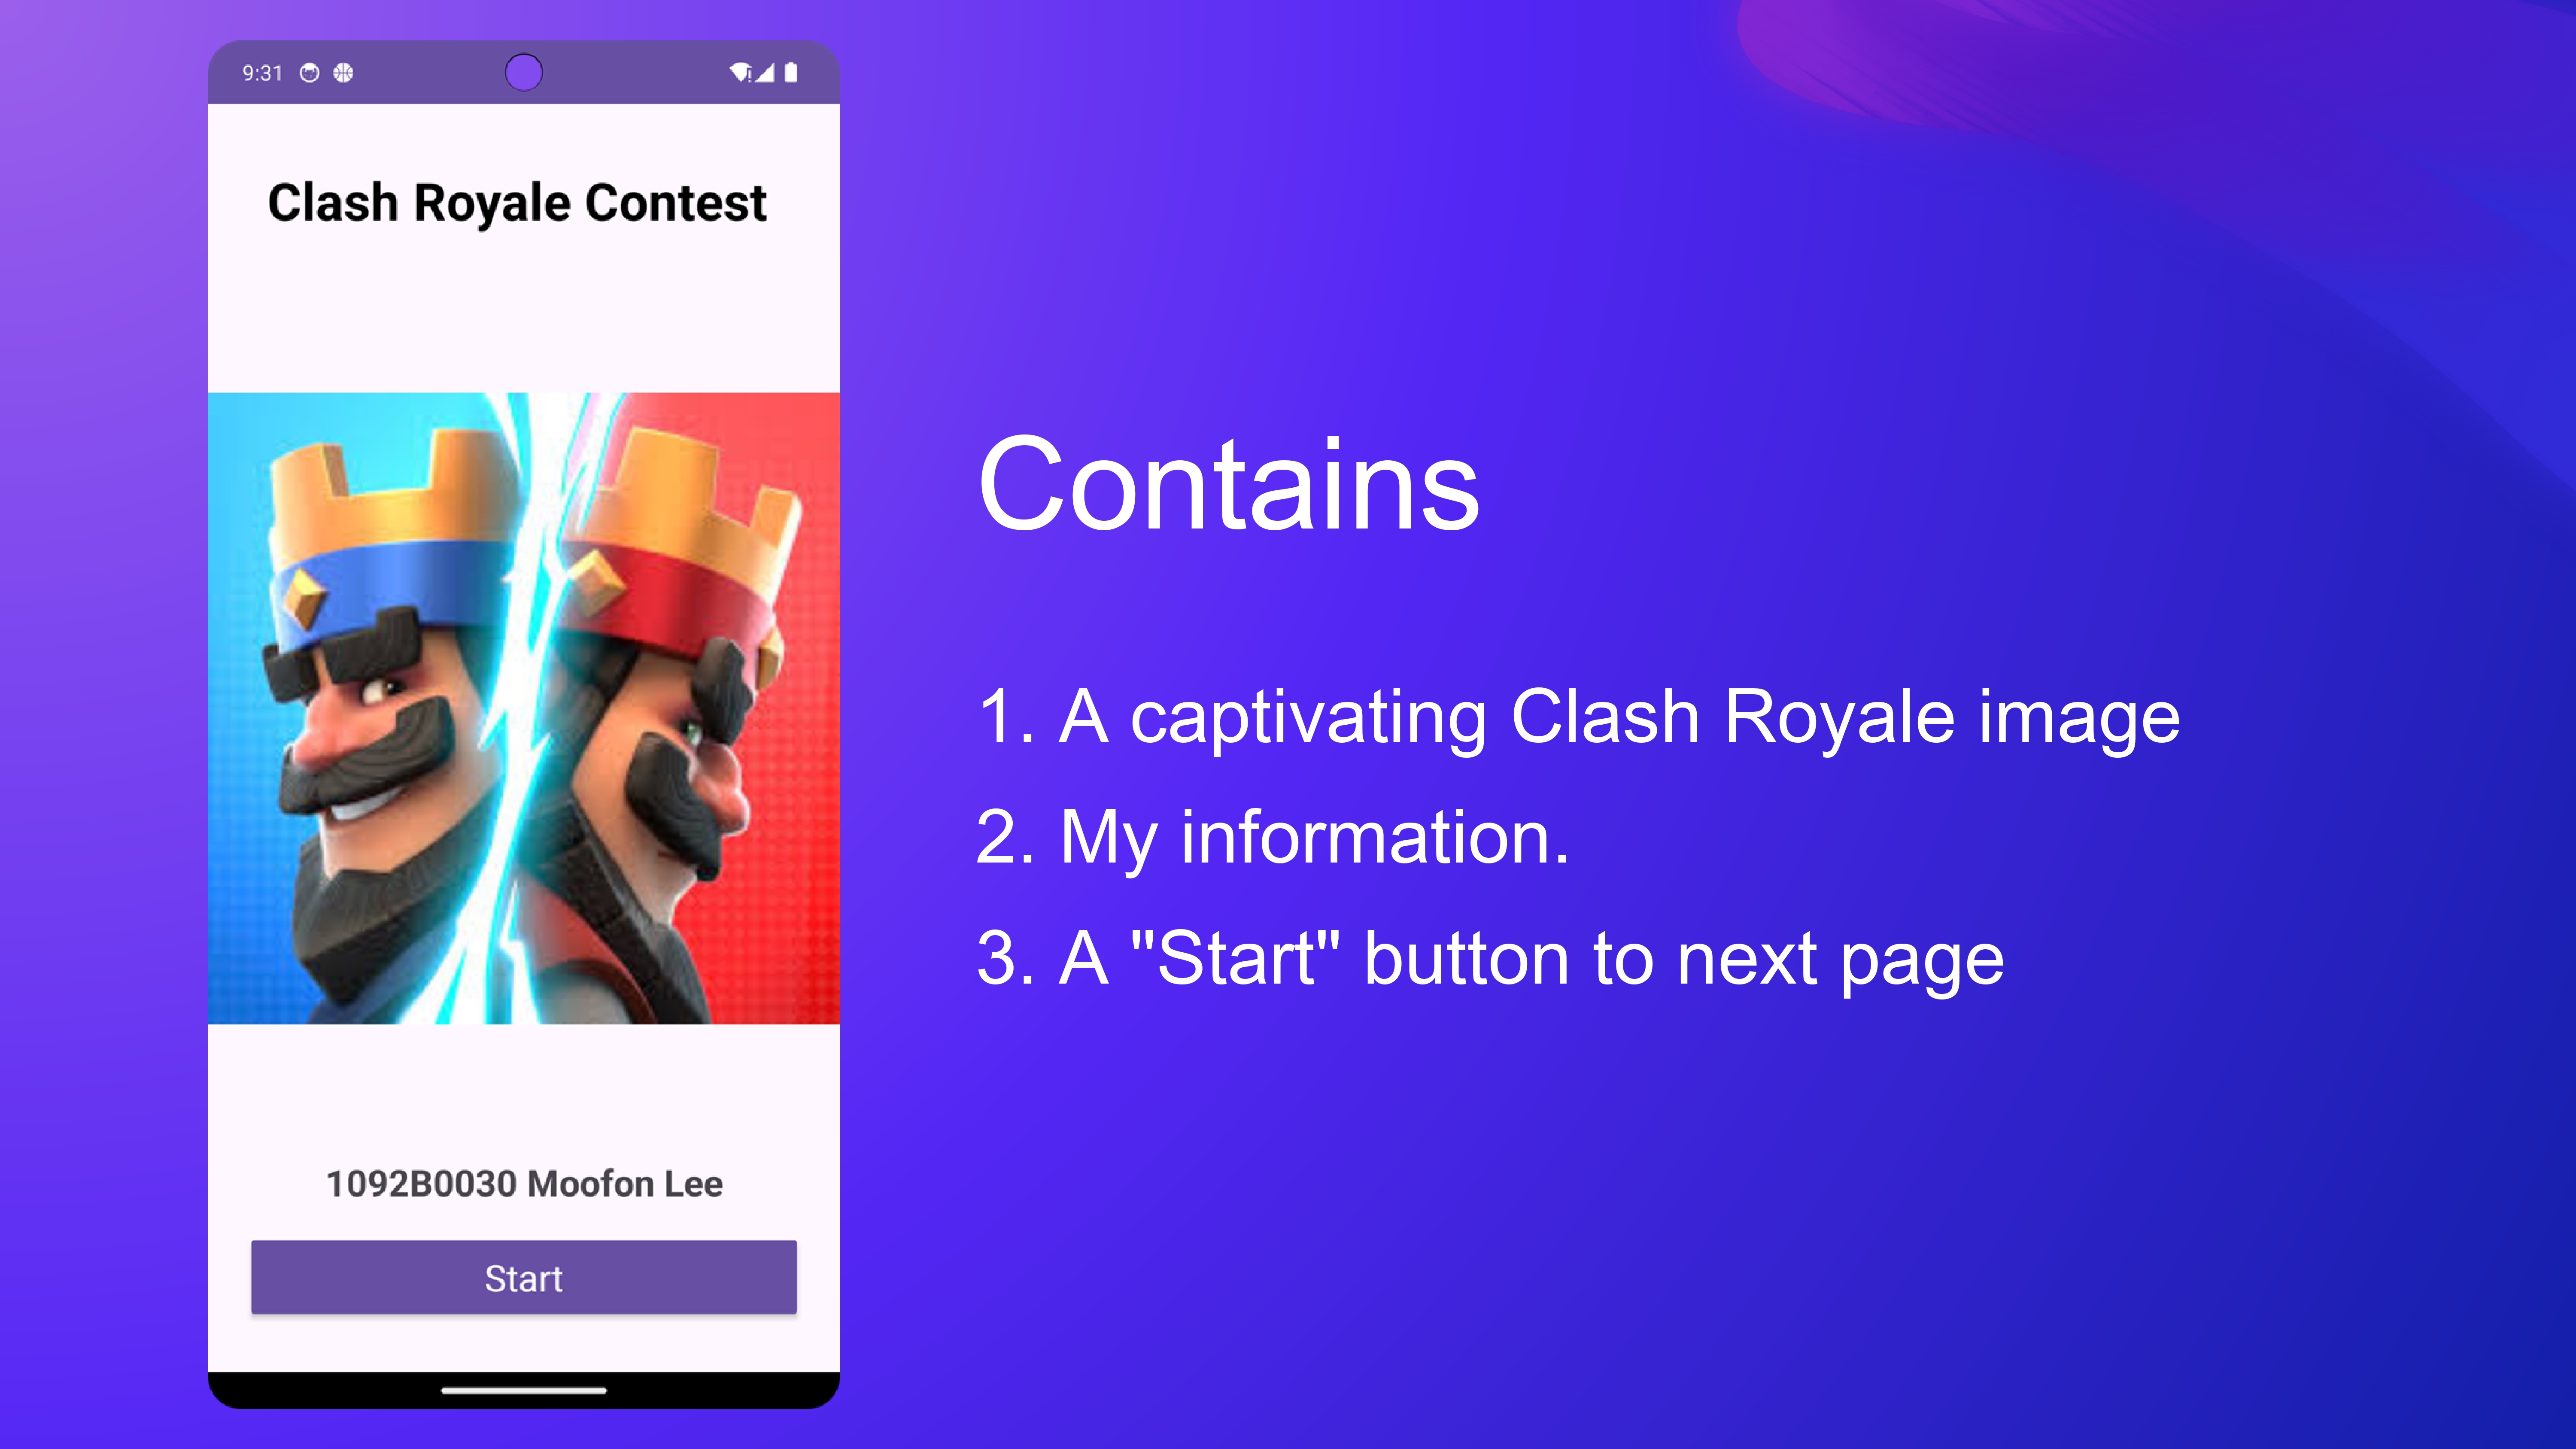 9:31
Clash Royale Contest
1092B0030 Moofon Lee
Start
Contains
1. A captivating Clash Royale image
2. My information.
3. A "Start" button to next page